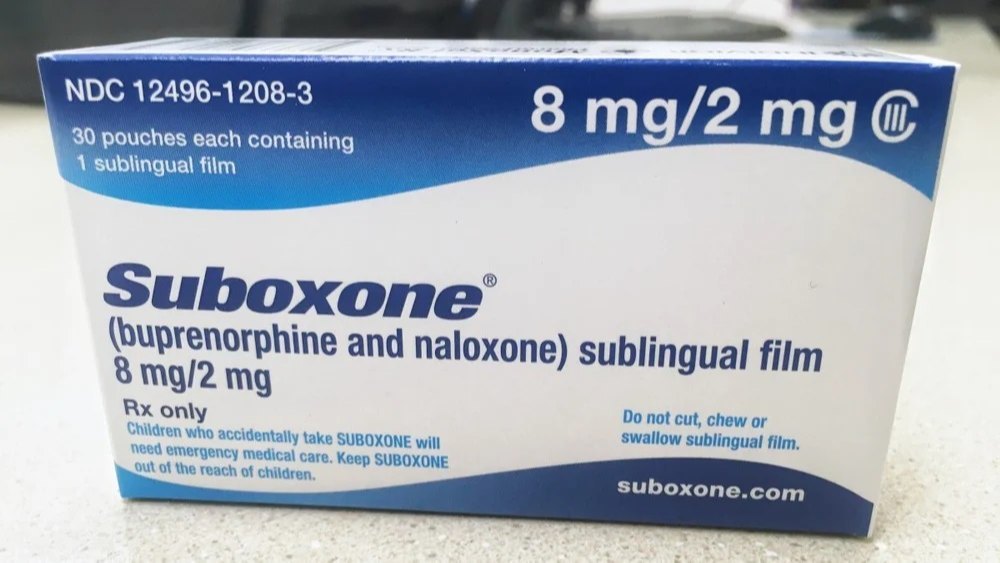 NDC 12496-1208-3
8 mg/2 mg CIII
30 pouches each containing
1 sublingual film
Suboxone®
(buprenorphine and naloxone) sublingual film
8 mg/2 mg
Rx only
Children who accidentally take SUBOXONE will
need emergency medical care. Keep SUBOXONE
out of the reach of children.
Do not cut, chew or
swallow sublingual film.
suboxone.com